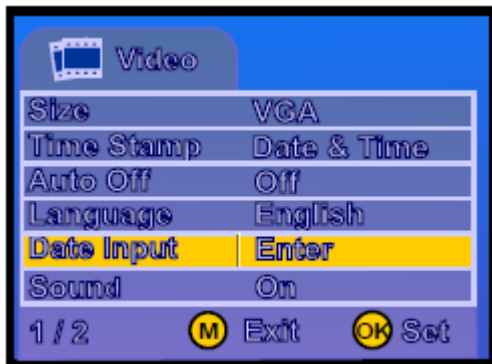 Video
Size VGA
Time Stamp Date & Time
Auto Off Off
Language English
Date Input Enter
Sound On
1 / 2 M Exit OK Set